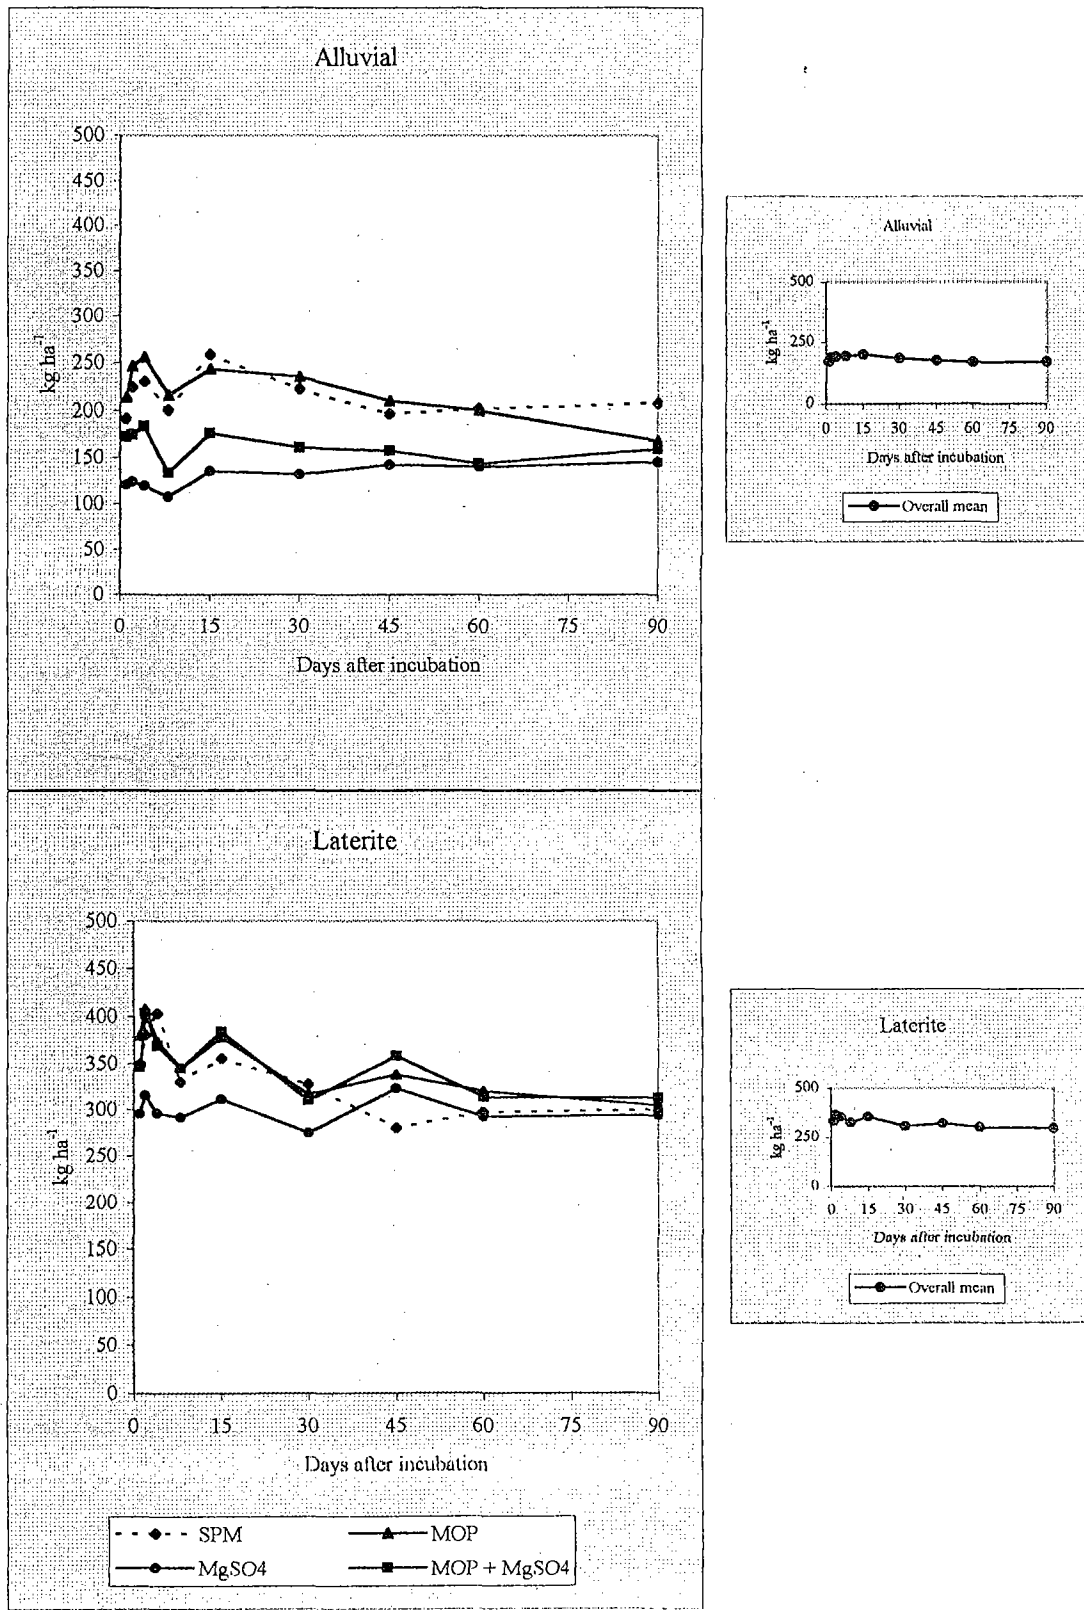 Alluvial
500
450
400
350
300
250
200
150
100
50
0
kg ha⁻¹
0 15 30 45 60 75 90
Days after incubation
Alluvial
500
250
0
kg ha⁻¹
0 15 30 45 60 75 90
Days after incubation
Overall mean
Laterite
500
450
400
350
300
250
200
150
100
50
0
kg ha⁻¹
0 15 30 45 60 75 90
Days after incubation
SPM MOP
MgSO4 MOP + MgSO4
Laterite
500
250
0
kg ha⁻¹
0 15 30 45 60 75 90
Days after incubation
Overall mean